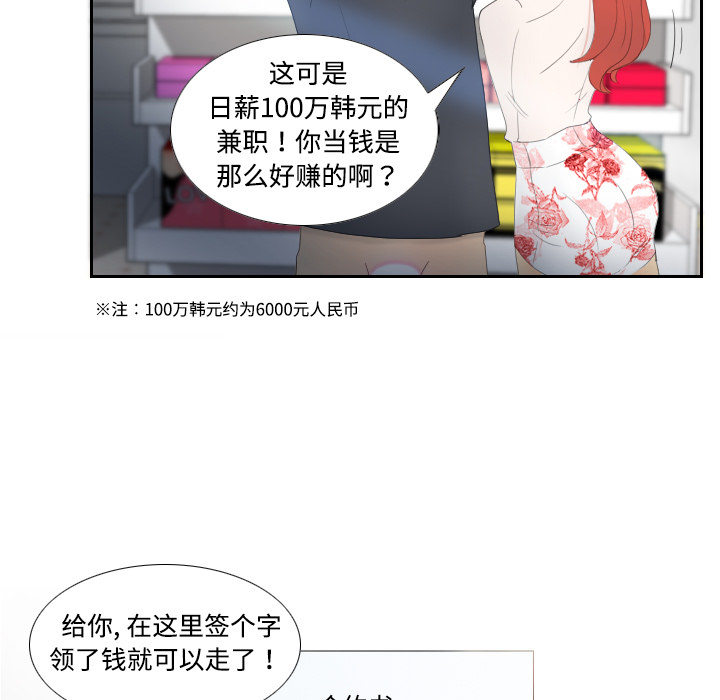 这可是
日薪100万韩元的
兼职！你当钱是
那么好赚的啊？
※注：100万韩元约为6000元人民币
给你, 在这里签个字
领了钱就可以走了！